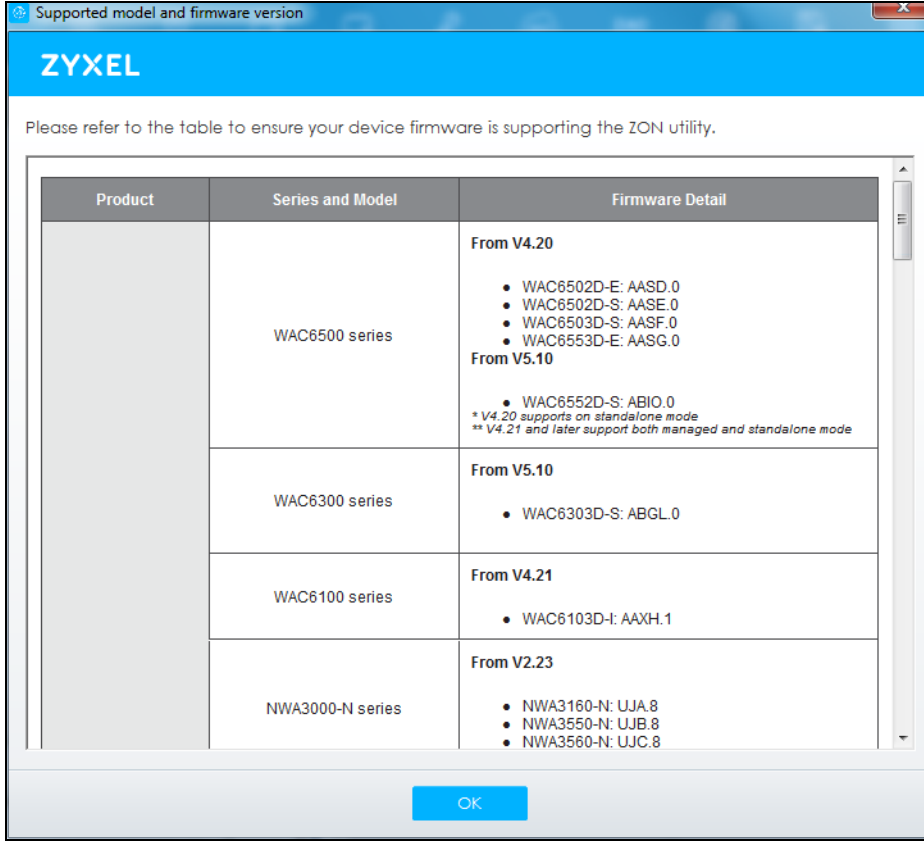 Supported model and firmware version
x
ZYXEL
Please refer to the table to ensure your device firmware is supporting the ZON utility.
Product Series and Model Firmware Detail
WAC6500 series
From V4.20
● WAC6502D-E: AASD.0
● WAC6502D-S: AASE.0
● WAC6503D-S: AASF.0
● WAC6553D-E: AASG.0
From V5.10
● WAC6552D-S: ABIO.0
* V4.20 supports on standalone mode
** V4.21 and later support both managed and standalone mode
WAC6300 series
From V5.10
● WAC6303D-S: ABGL.0
WAC6100 series
From V4.21
● WAC6103D-I: AAXH.1
NWA3000-N series
From V2.23
● NWA3160-N: UJA.8
● NWA3550-N: UJB.8
● NWA3560-N: UJC.8
OK